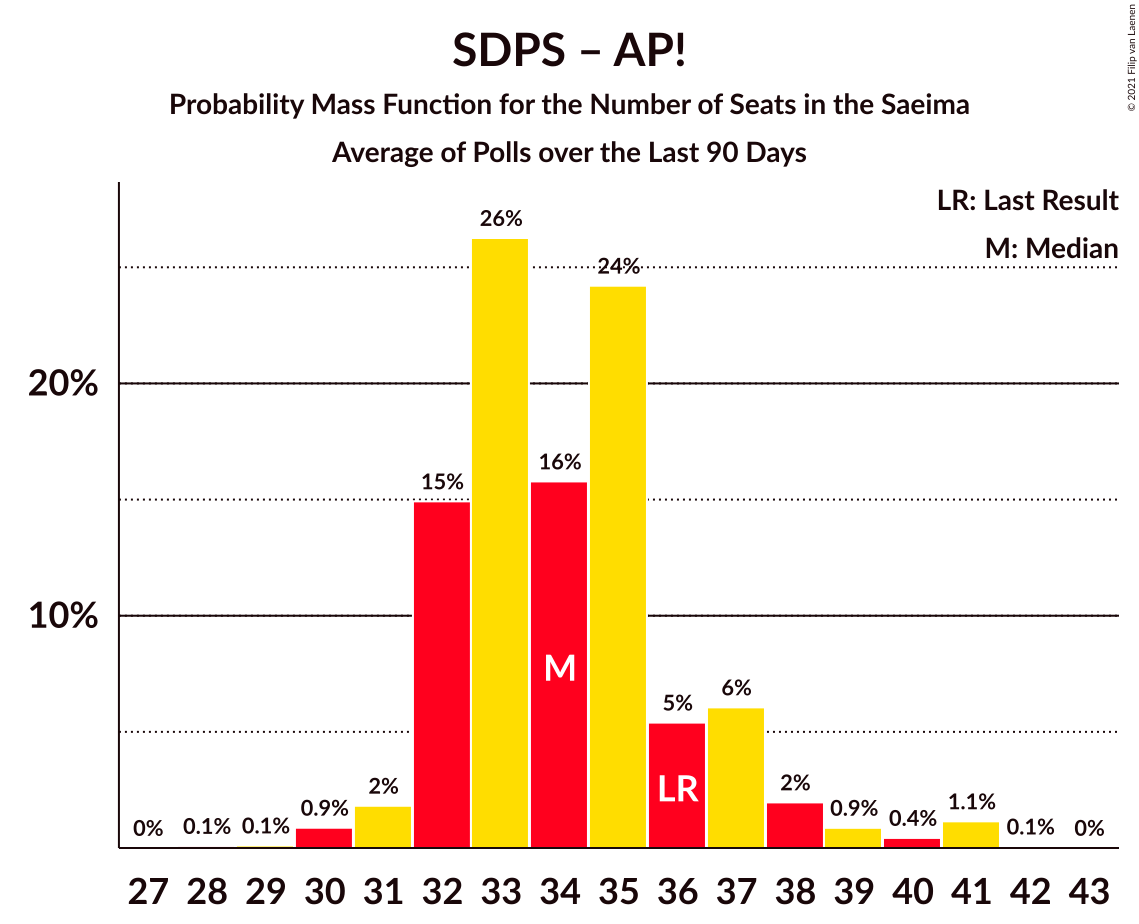 SDPS – AP!
Probability Mass Function for the Number of Seats in the Saeima
Average of Polls over the Last 90 Days
© 2021 Filip van Laenen
LR: Last Result
M: Median
20%
10%
0% 0.1% 0.1% 0.9% 2% 15% 26% 16% 24% 5% 6% 2% 0.9% 0.4% 1.1% 0.1% 0%
M
LR
27 28 29 30 31 32 33 34 35 36 37 38 39 40 41 42 43